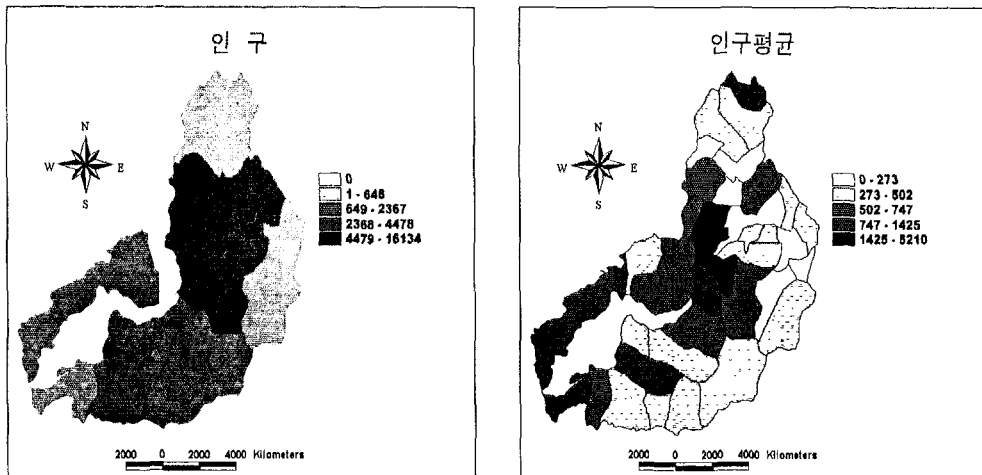 인 구
N
W E
S
0
1 - 648
649 - 2367
2368 - 4478
4479 - 16134
2000 0 2000 4000 Kilometers
인구평균
N
W E
S
0 - 273
273 - 502
502 - 747
747 - 1425
1425 - 5210
2000 0 2000 4000 Kilometers